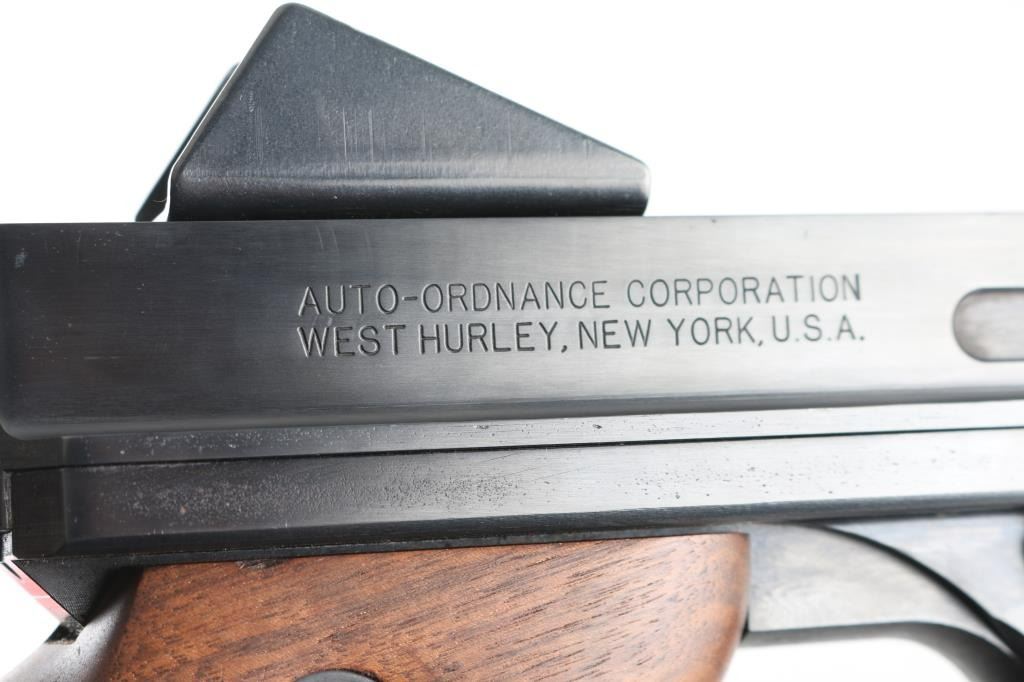 AUTO-ORDNANCE CORPORATION
WEST HURLEY, NEW YORK, U.S.A.